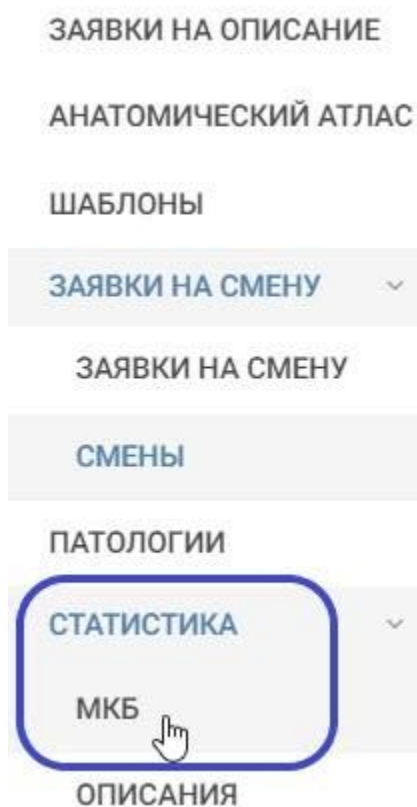 ЗАЯВКИ НА ОПИСАНИЕ
АНАТОМИЧЕСКИЙ АТЛАС
ШАБЛОНЫ
ЗАЯВКИ НА СМЕНУ
ЗАЯВКИ НА СМЕНУ
СМЕНЫ
ПАТОЛОГИИ
СТАТИСТИКА
МКБ
ОПИСАНИЯ